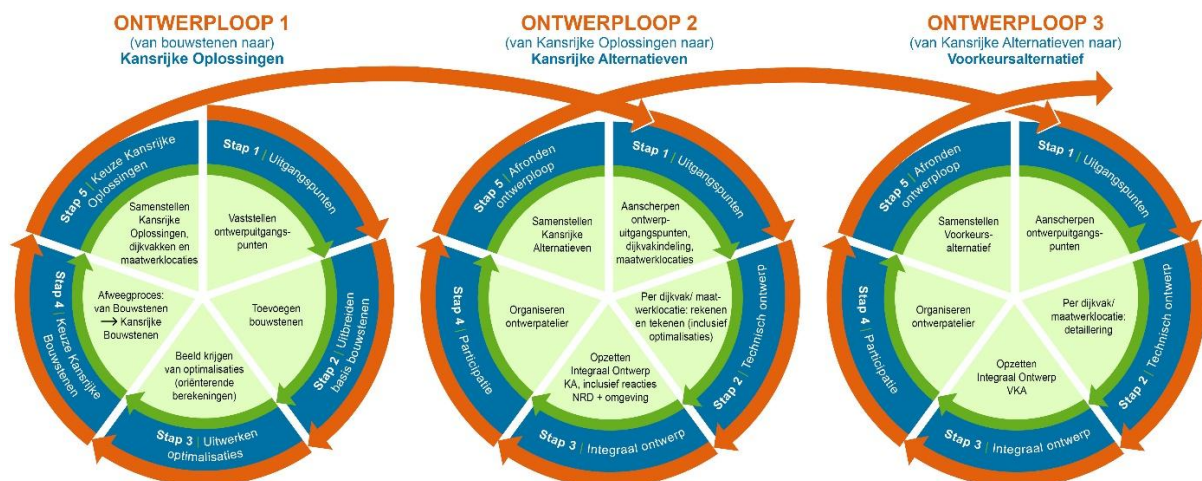 ONTWERPLOOP 1
(van bouwstenen naar)
Kansrijke Oplossingen
Stap 1 | Uitgangspunten
Vaststellen
ontwerpuitgangs-
punten
Stap 2 | Uitbreiden
basis bouwstenen
Toevoegen
bouwstenen
Stap 3 | Uitwerken
optimalisaties
Beeld krijgen
van optimalisaties
(oriënterende
berekeningen)
Stap 4 | Keuze Kansrijke
Bouwstenen
Afweegproces:
van Bouwstenen
→ Kansrijke
Bouwstenen
Stap 5 | Keuze Kansrijke
Oplossingen
Samenstellen
Kansrijke
Oplossingen,
dijkvakken en
maatwerklocaties
ONTWERPLOOP 2
(van Kansrijke Oplossingen naar)
Kansrijke Alternatieven
Stap 1 | Uitgangspunten
Aanscherpen
ontwerp-
uitgangspunten,
dijkvakindeling,
maatwerklocaties
Stap 2 | Technisch ontwerp
Per dijkvak/ maat-
werklocatie: rekenen
en tekenen (inclusief
optimalisaties)
Stap 3 | Integraal ontwerp
Opzetten
Integraal Ontwerp
KA, inclusief reacties
NRD + omgeving
Stap 4 | Participatie
Organiseren
ontwerpatelier
Stap 5 | Afronden
ontwerploop
Samenstellen
Kansrijke
Alternatieven
ONTWERPLOOP 3
(van Kansrijke Alternatieven naar)
Voorkeursalternatief
Stap 1 | Uitgangspunten
Aanscherpen
ontwerpuitgangs-
punten
Stap 2 | Technisch ontwerp
Per dijkvak/
maatwerklocatie:
detaillering
Stap 3 | Integraal ontwerp
Opzetten
Integraal Ontwerp
VKA
Stap 4 | Participatie
Organiseren
ontwerpatelier
Stap 5 | Afronden
ontwerploop
Samenstellen
Voorkeurs-
alternatief